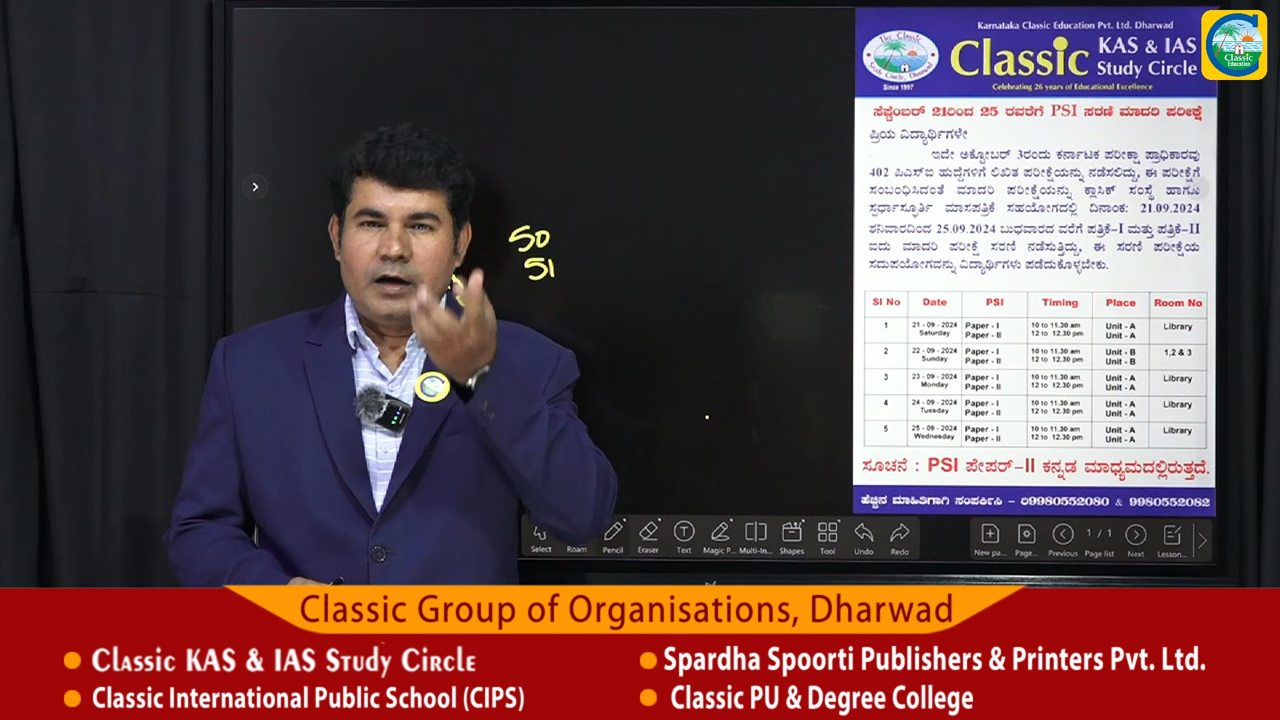 Karnataka Classic Education Pvt. Ltd. Dharwad
The Classic
Study Circle, Dharwad
Since 1997
Classic KAS & IAS
Study Circle
Celebrating 26 years of Educational Excellence
Classic
Education
ಸೆಪ್ಟೆಂಬರ್ 21ರಿಂದ 25 ರವರೆಗೆ PSI ಸರಣಿ ಮಾದರಿ ಪರೀಕ್ಷೆ
ಪ್ರಿಯ ವಿದ್ಯಾರ್ಥಿಗಳೇ
ಇದೇ ಅಕ್ಟೋಬರ್ 3ರಂದು ಕರ್ನಾಟಕ ಪರೀಕ್ಷಾ ಪ್ರಾಧಿಕಾರವು
402 ಪಿಎಸ್ಐ ಹುದ್ದೆಗಳಿಗೆ ಲಿಖಿತ ಪರೀಕ್ಷೆಯನ್ನು ನಡೆಸಲಿದ್ದು, ಈ ಪರೀಕ್ಷೆಗೆ
ಸಂಬಂಧಿಸಿದಂತೆ ಮಾದರಿ ಪರೀಕ್ಷೆಯನ್ನು ಕ್ಲಾಸಿಕ್ ಸಂಸ್ಥೆ ಹಾಗೂ
ಸ್ಪರ್ಧಾಸ್ಫೂರ್ತಿ ಮಾಸಪತ್ರಿಕೆ ಸಹಯೋಗದಲ್ಲಿ ದಿನಾಂಕ: 21.09.2024
ಶನಿವಾರದಿಂದ 25.09.2024 ಬುಧವಾರದ ವರೆಗೆ ಪತ್ರಿಕೆ-I ಮತ್ತು ಪತ್ರಿಕೆ-II
ಐದು ಮಾದರಿ ಪರೀಕ್ಷೆ ಸರಣಿ ನಡೆಸುತ್ತಿದ್ದು, ಈ ಸರಣಿ ಪರೀಕ್ಷೆಯ
ಸದುಪಯೋಗವನ್ನು ವಿದ್ಯಾರ್ಥಿಗಳು ಪಡೆದುಕೊಳ್ಳಬೇಕು.
Sl No Date PSI Timing Place Room No
1 21 - 09 - 2024 Saturday Paper - I Paper - II 10 to 11.30 am 12 to 12.30 pm Unit - A Unit - A Library
2 22 - 09 - 2024 Sunday Paper - I Paper - II 10 to 11.30 am 12 to 12.30 pm Unit - B Unit - B 1,2 & 3
3 23 - 09 - 2024 Monday Paper - I Paper - II 10 to 11.30 am 12 to 12.30 pm Unit - A Unit - A Library
4 24 - 09 - 2024 Tuesday Paper - I Paper - II 10 to 11.30 am 12 to 12.30 pm Unit - A Unit - A Library
5 25 - 09 - 2024 Wednesday Paper - I Paper - II 10 to 11.30 am 12 to 12.30 pm Unit - A Unit - A Library
ಸೂಚನೆ : PSI ಪೇಪರ್-II ಕನ್ನಡ ಮಾಧ್ಯಮದಲ್ಲಿರುತ್ತದೆ.
ಹೆಚ್ಚಿನ ಮಾಹಿತಿಗಾಗಿ ಸಂಪರ್ಕಿಸಿ - 09980552080 & 9980552082
50
51
Select Roam Pencil Eraser Text Magic P... Multi-In... Shapes Tool Undo Redo New pa... Page... Previous 1 / 1 Page list Next Lesson...
Classic Group of Organisations, Dharwad
Classic KAS & IAS Study Circle
Spardha Spoorti Publishers & Printers Pvt. Ltd.
Classic International Public School (CIPS)
Classic PU & Degree College